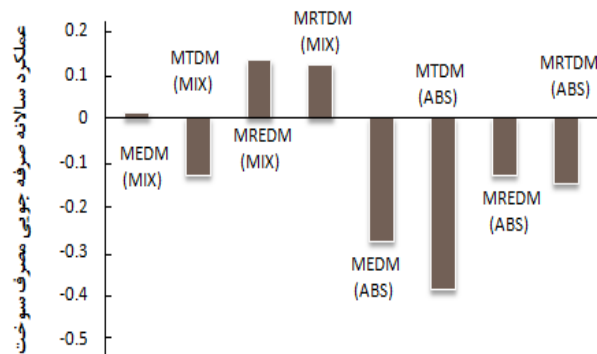 عملکرد سالانه صرفه جویی مصرف سوخت
0.2
0.1
0
-0.1
-0.2
-0.3
-0.4
-0.5
MEDM
(MIX)
MTDM
(MIX)
MREDM
(MIX)
MRTDM
(MIX)
MEDM
(ABS)
MTDM
(ABS)
MREDM
(ABS)
MRTDM
(ABS)